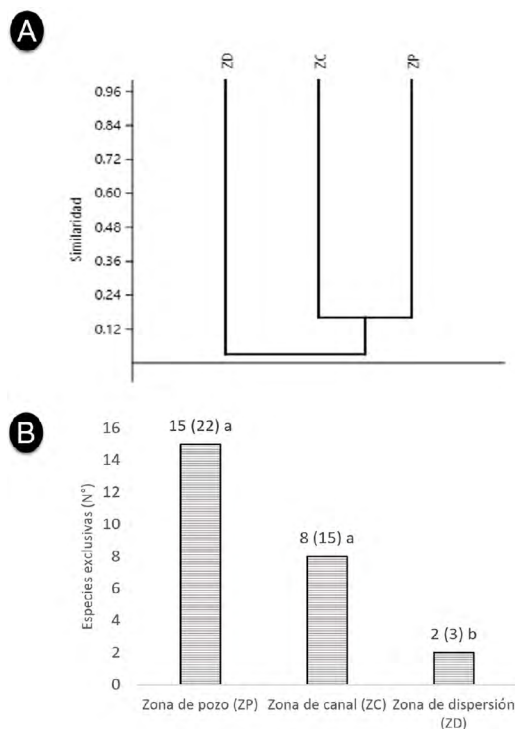 A
ZD
ZC
ZP
Similaridad
0.96
0.84
0.72
0.60
0.48
0.36
0.24
0.12
B
Especies exclusivas (N°)
16
14
12
10
8
6
4
2
0
15 (22) a
8 (15) a
2 (3) b
Zona de pozo (ZP)
Zona de canal (ZC)
Zona de dispersión
(ZD)